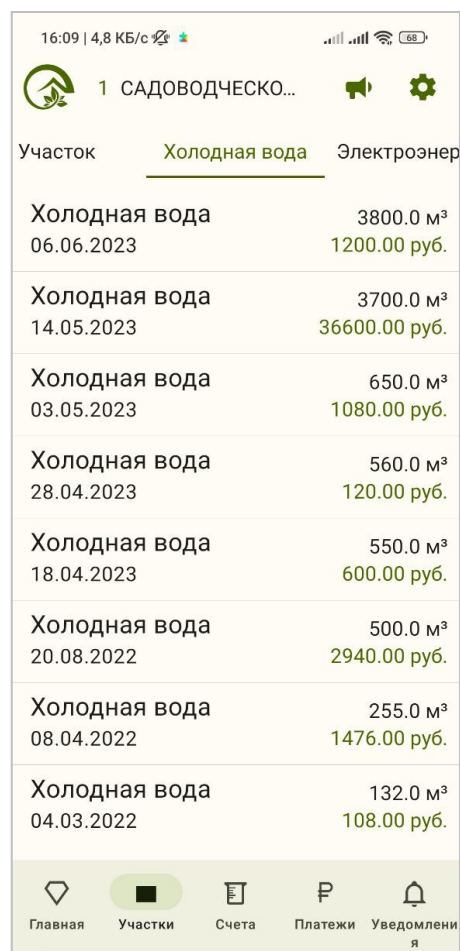 16:09 | 4,8 КБ/с
68
1 САДОВОДЧЕСКО...
Участок Холодная вода Электроэнер
Холодная вода 3800.0 м³
06.06.2023 1200.00 руб.
Холодная вода 3700.0 м³
14.05.2023 36600.00 руб.
Холодная вода 650.0 м³
03.05.2023 1080.00 руб.
Холодная вода 560.0 м³
28.04.2023 120.00 руб.
Холодная вода 550.0 м³
18.04.2023 600.00 руб.
Холодная вода 500.0 м³
20.08.2022 2940.00 руб.
Холодная вода 255.0 м³
08.04.2022 1476.00 руб.
Холодная вода 132.0 м³
04.03.2022 108.00 руб.
Главная Участки Счета Платежи Уведомлени
я